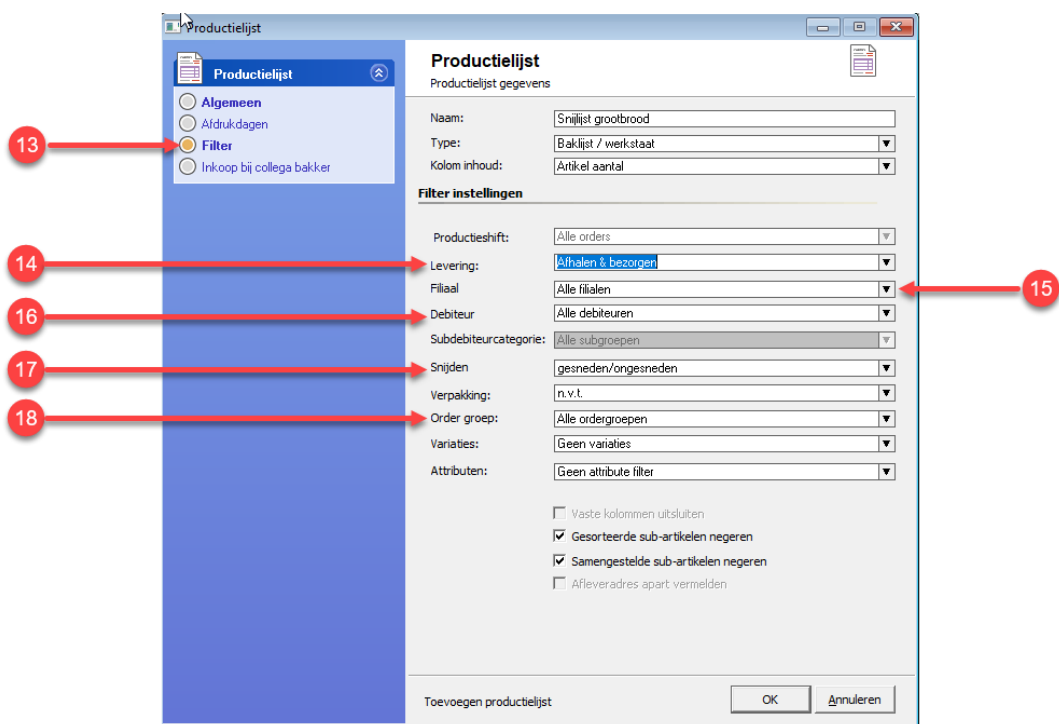 Productielijst
Productielijst
Algemeen
Afdrukdagen
Filter
Inkoop bij collega bakker
Productielijst
Productielijst gegevens
Naam: Snijlijst grootbrood
Type: Baklijst / werkstaat
Kolom inhoud: Artikel aantal
Filter instellingen
Productieshift: Alle orders
Levering: Afhalen & bezorgen
Filiaal Alle filialen
Debiteur Alle debiteuren
Subdebiteurcategorie: Alle subgroepen
Snijden gesneden/ongesneden
Verpakking: n.v.t.
Order groep: Alle ordergroepen
Variaties: Geen variaties
Attributen: Geen attribute filter
Vaste kolommen uitsluiten
Gesorteerde sub-artikelen negeren
Samengestelde sub-artikelen negeren
Afleveradres apart vermelden
Toevoegen productielijst OK Annuleren
13
14
15
16
17
18